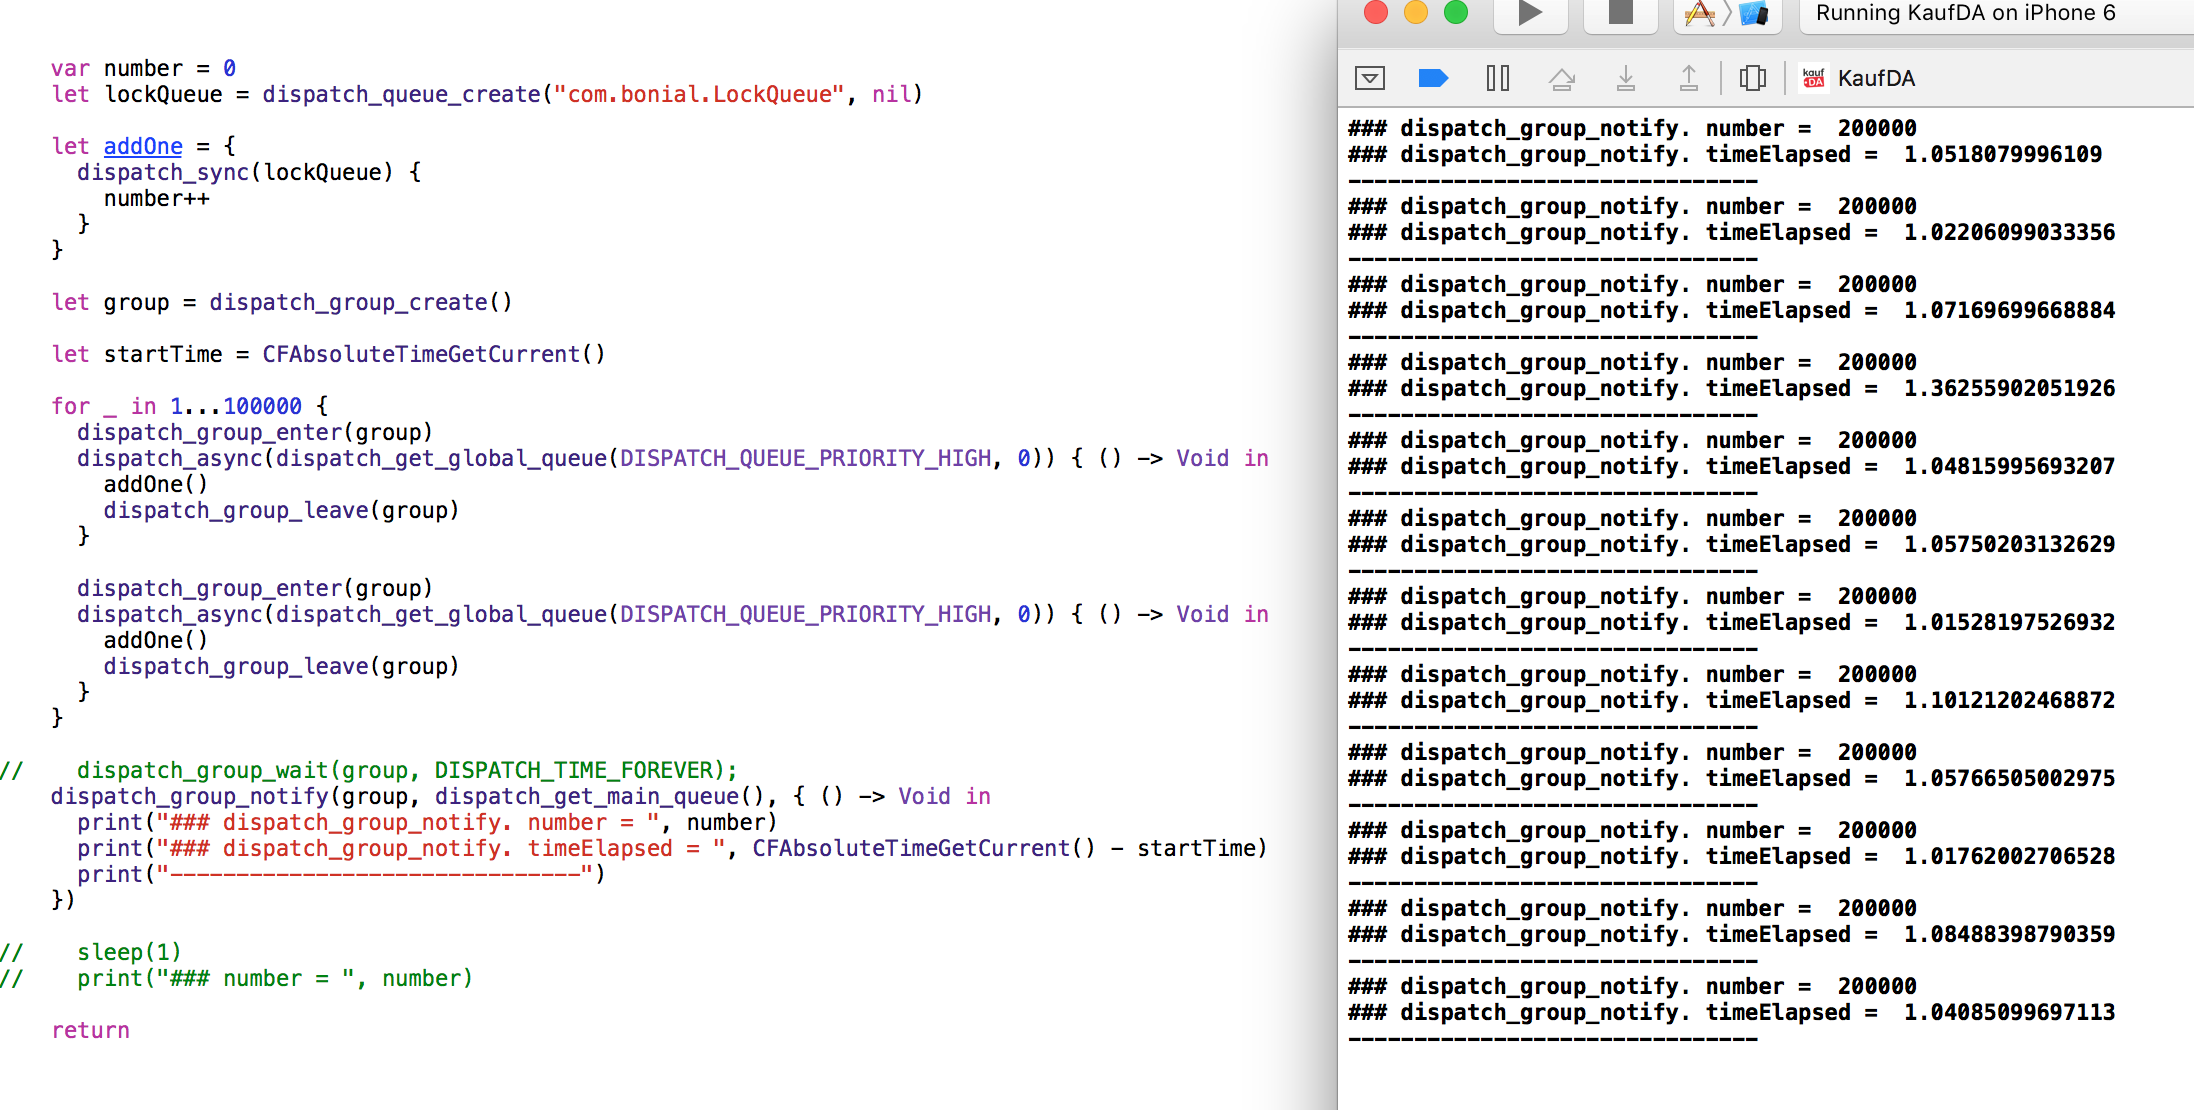 var number = 0
let lockQueue = dispatch_queue_create("com.bonial.LockQueue", nil)
let addOne = {
dispatch_sync(lockQueue) {
number++
}
}
let group = dispatch_group_create()
let startTime = CFAbsoluteTimeGetCurrent()
for _ in 1...100000 {
dispatch_group_enter(group)
dispatch_async(dispatch_get_global_queue(DISPATCH_QUEUE_PRIORITY_HIGH, 0)) { () -> Void in
addOne()
dispatch_group_leave(group)
}
dispatch_group_enter(group)
dispatch_async(dispatch_get_global_queue(DISPATCH_QUEUE_PRIORITY_HIGH, 0)) { () -> Void in
addOne()
dispatch_group_leave(group)
}
}
// dispatch_group_wait(group, DISPATCH_TIME_FOREVER);
dispatch_group_notify(group, dispatch_get_main_queue(), { () -> Void in
print("### dispatch_group_notify. number = ", number)
print("### dispatch_group_notify. timeElapsed = ", CFAbsoluteTimeGetCurrent() - startTime)
print("-------------------------------")
})
// sleep(1)
// print("### number = ", number)
return
Running KaufDA on iPhone 6
kauf DA KaufDA
### dispatch_group_notify. number =  200000
### dispatch_group_notify. timeElapsed =  1.0518079996109
-------------------------------
### dispatch_group_notify. number =  200000
### dispatch_group_notify. timeElapsed =  1.02206099033356
-------------------------------
### dispatch_group_notify. number =  200000
### dispatch_group_notify. timeElapsed =  1.07169699668884
-------------------------------
### dispatch_group_notify. number =  200000
### dispatch_group_notify. timeElapsed =  1.36255902051926
-------------------------------
### dispatch_group_notify. number =  200000
### dispatch_group_notify. timeElapsed =  1.04815995693207
-------------------------------
### dispatch_group_notify. number =  200000
### dispatch_group_notify. timeElapsed =  1.05750203132629
-------------------------------
### dispatch_group_notify. number =  200000
### dispatch_group_notify. timeElapsed =  1.01528197526932
-------------------------------
### dispatch_group_notify. number =  200000
### dispatch_group_notify. timeElapsed =  1.10121202468872
-------------------------------
### dispatch_group_notify. number =  200000
### dispatch_group_notify. timeElapsed =  1.05766505002975
-------------------------------
### dispatch_group_notify. number =  200000
### dispatch_group_notify. timeElapsed =  1.01762002706528
-------------------------------
### dispatch_group_notify. number =  200000
### dispatch_group_notify. timeElapsed =  1.08488398790359
-------------------------------
### dispatch_group_notify. number =  200000
### dispatch_group_notify. timeElapsed =  1.04085099697113
-------------------------------